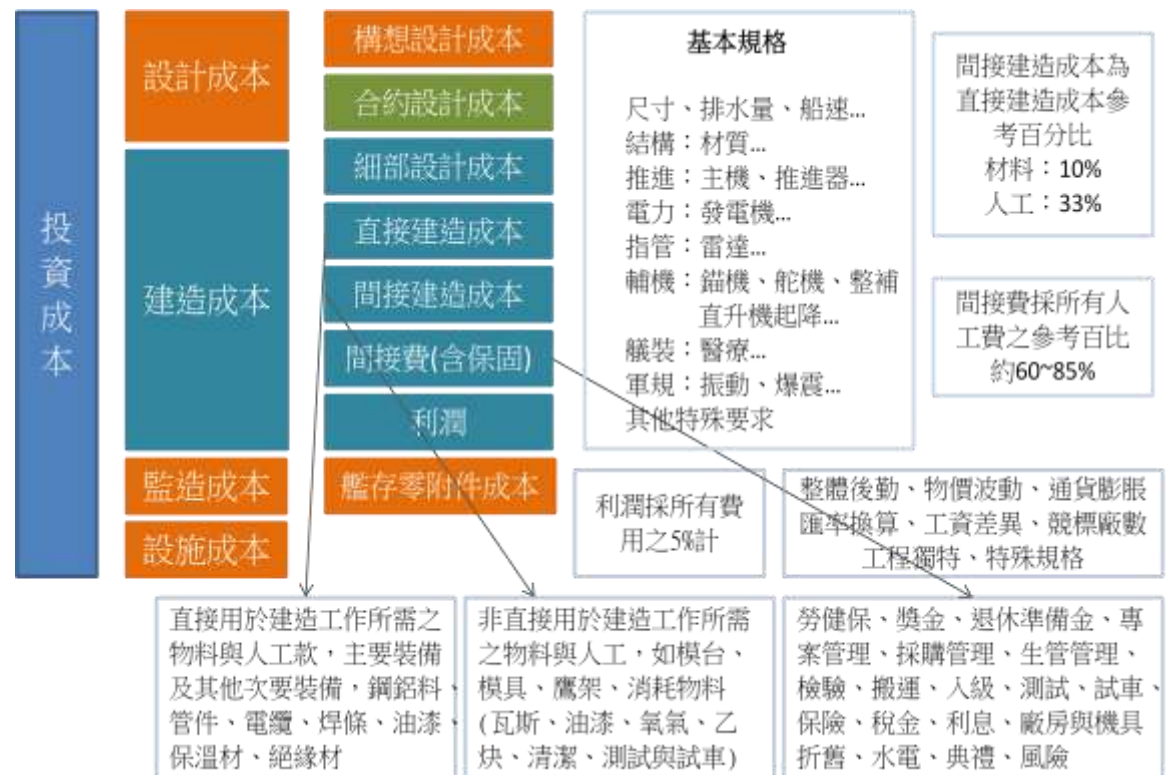 投資成本
設計成本
建造成本
監造成本
設施成本
構想設計成本
合約設計成本
細部設計成本
直接建造成本
間接建造成本
間接費(含保固)
利潤
艦存零附件成本
基本規格
尺寸、排水量、船速...
結構：材質...
推進：主機、推進器...
電力：發電機...
指管：雷達...
輔機：錨機、舵機、整補
直升機起降...
艤裝：醫療...
軍規：振動、爆震...
其他特殊要求
間接建造成本為
直接建造成本參
考百分比
材料：10%
人工：33%
間接費採所有人
工費之參考百比
約60~85%
利潤採所有費
用之5%計
整體後勤、物價波動、通貨膨脹
匯率換算、工資差異、競標廠數
工程獨特、特殊規格
直接用於建造工作所需之
物料與人工款，主要裝備
及其他次要裝備，鋼鋁料、
管件、電纜、焊條、油漆、
保溫材、絕緣材
非直接用於建造工作所需
之物料與人工，如模台、
模具、鷹架、消耗物料
(瓦斯、油漆、氧氣、乙
炔、清潔、測試與試車)
勞健保、獎金、退休準備金、專
案管理、採購管理、生管管理、
檢驗、搬運、入級、測試、試車、
保險、稅金、利息、廠房與機具
折舊、水電、典禮、風險